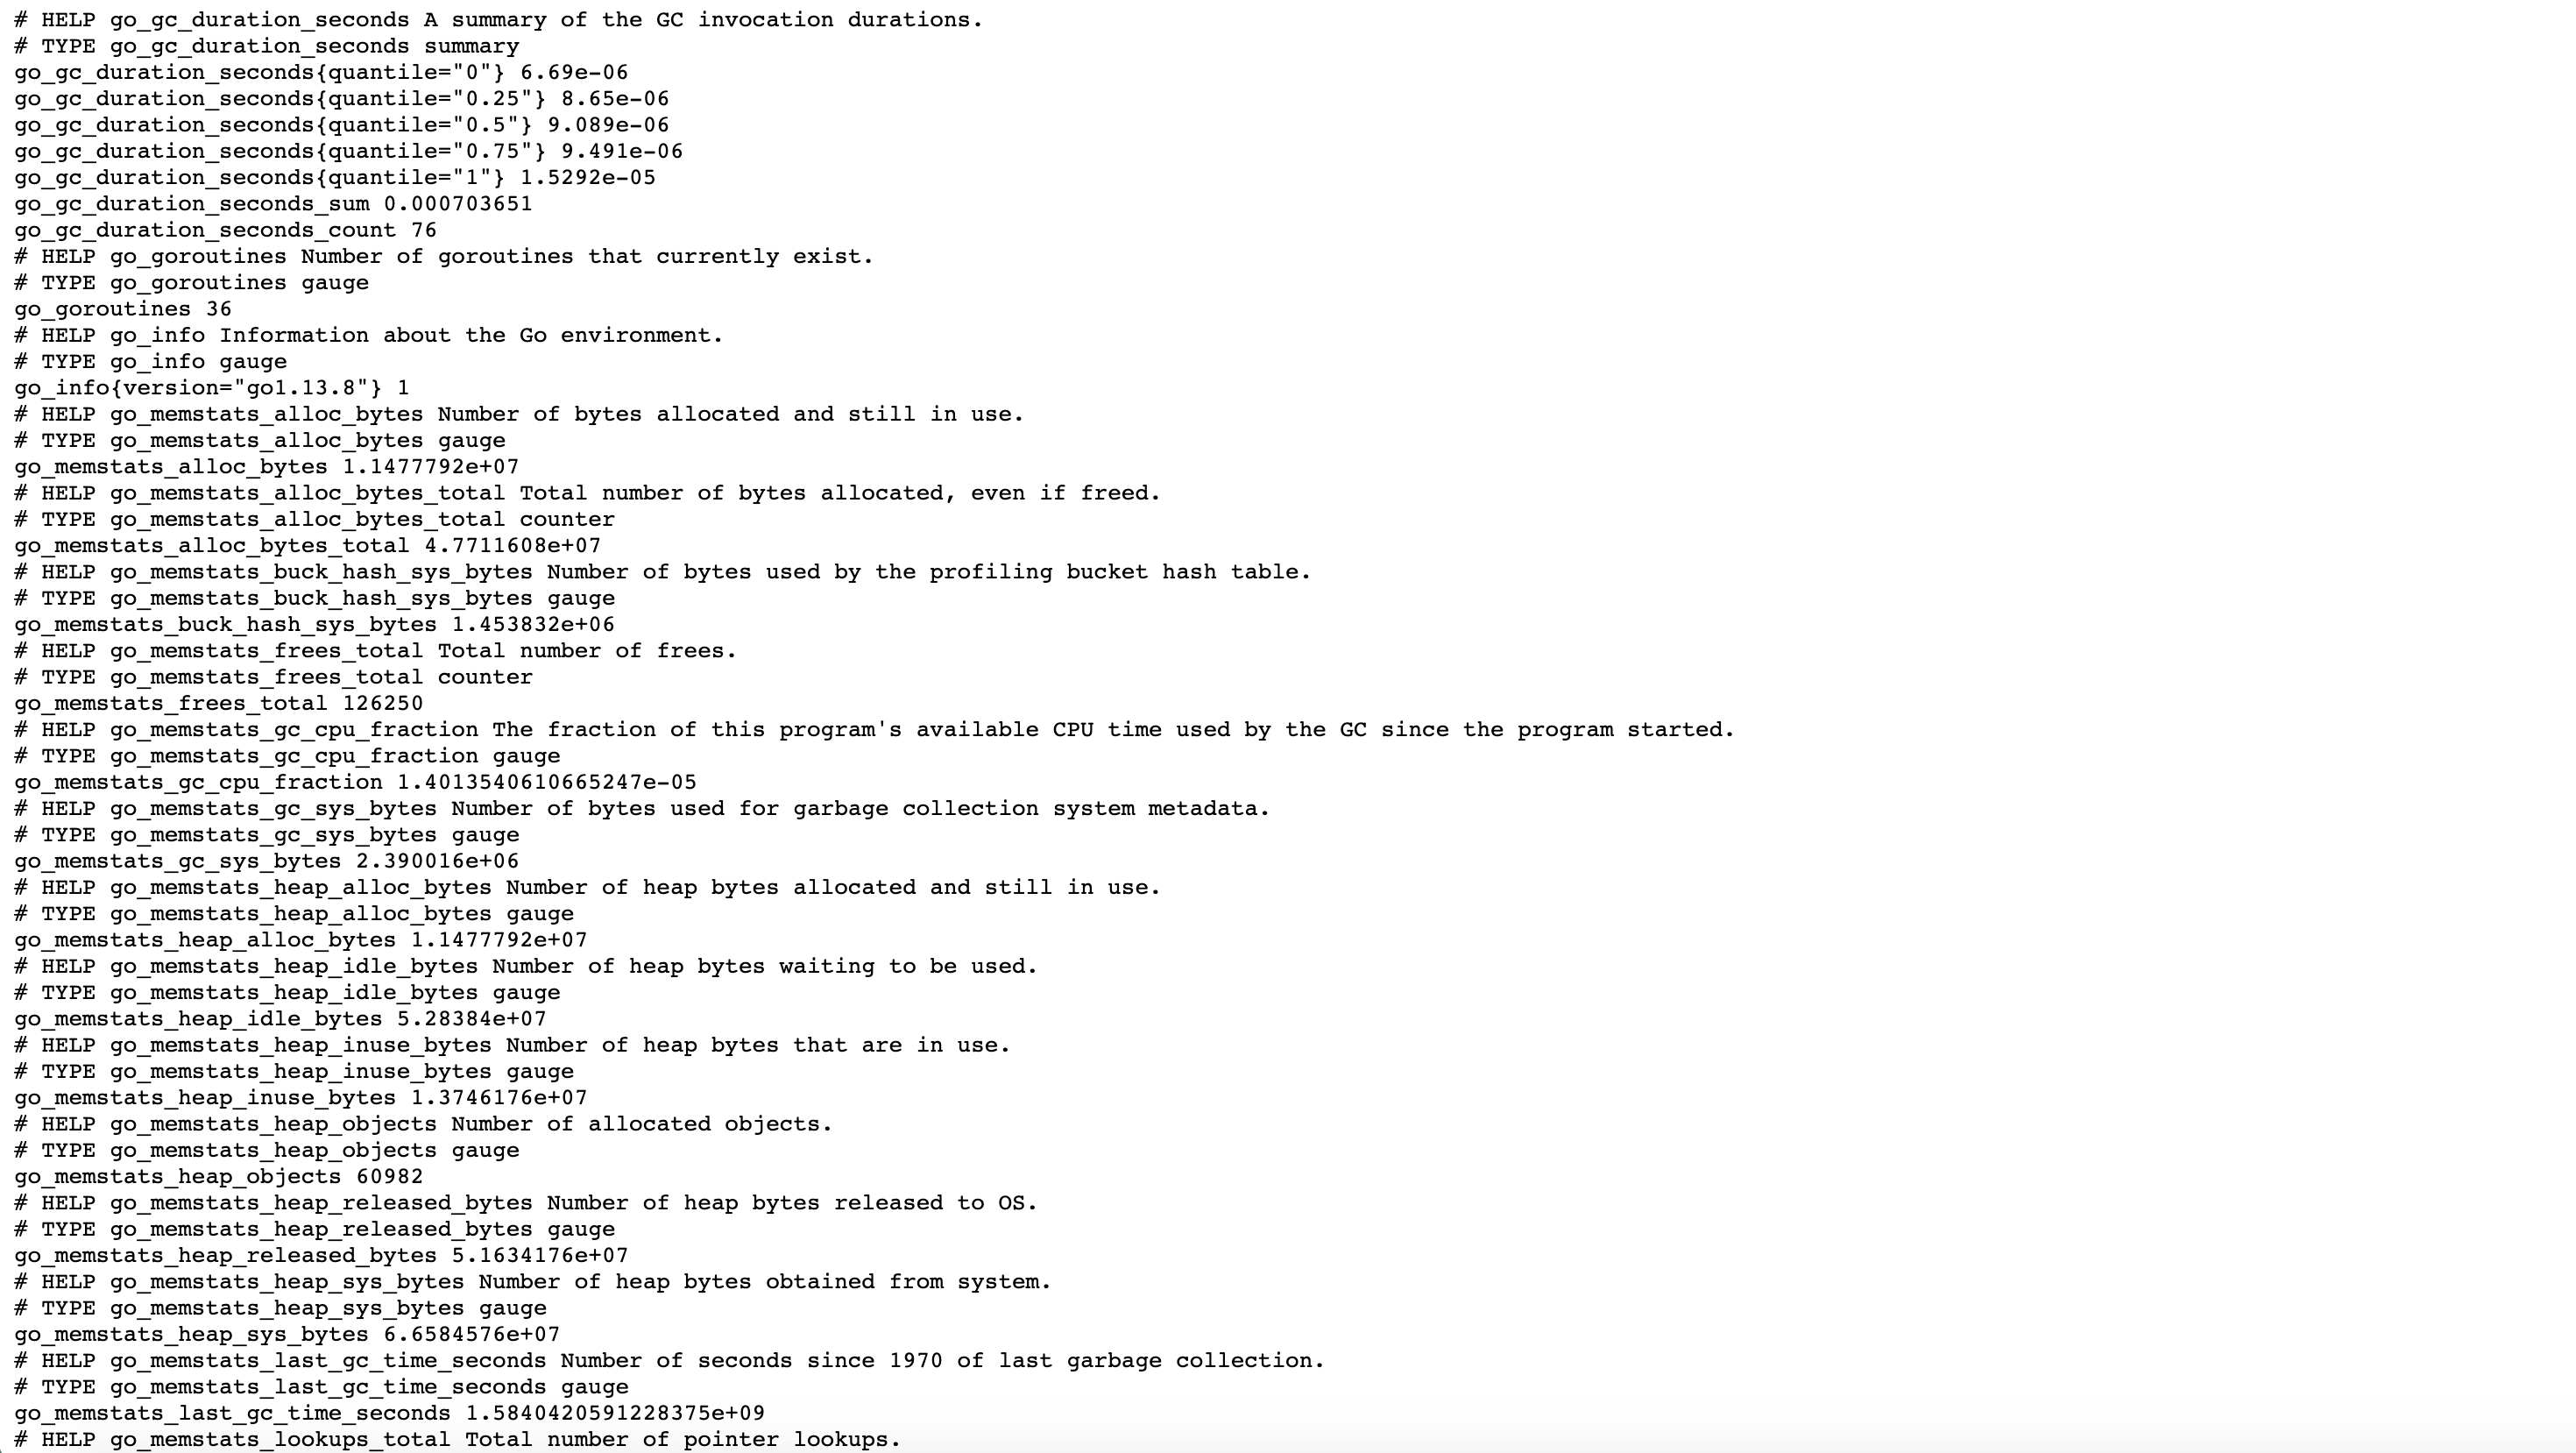 # HELP go_gc_duration_seconds A summary of the GC invocation durations.
# TYPE go_gc_duration_seconds summary
go_gc_duration_seconds{quantile="0"} 6.69e-06
go_gc_duration_seconds{quantile="0.25"} 8.65e-06
go_gc_duration_seconds{quantile="0.5"} 9.089e-06
go_gc_duration_seconds{quantile="0.75"} 9.491e-06
go_gc_duration_seconds{quantile="1"} 1.5292e-05
go_gc_duration_seconds_sum 0.000703651
go_gc_duration_seconds_count 76
# HELP go_goroutines Number of goroutines that currently exist.
# TYPE go_goroutines gauge
go_goroutines 36
# HELP go_info Information about the Go environment.
# TYPE go_info gauge
go_info{version="go1.13.8"} 1
# HELP go_memstats_alloc_bytes Number of bytes allocated and still in use.
# TYPE go_memstats_alloc_bytes gauge
go_memstats_alloc_bytes 1.1477792e+07
# HELP go_memstats_alloc_bytes_total Total number of bytes allocated, even if freed.
# TYPE go_memstats_alloc_bytes_total counter
go_memstats_alloc_bytes_total 4.7711608e+07
# HELP go_memstats_buck_hash_sys_bytes Number of bytes used by the profiling bucket hash table.
# TYPE go_memstats_buck_hash_sys_bytes gauge
go_memstats_buck_hash_sys_bytes 1.453832e+06
# HELP go_memstats_frees_total Total number of frees.
# TYPE go_memstats_frees_total counter
go_memstats_frees_total 126250
# HELP go_memstats_gc_cpu_fraction The fraction of this program's available CPU time used by the GC since the program started.
# TYPE go_memstats_gc_cpu_fraction gauge
go_memstats_gc_cpu_fraction 1.4013540610665247e-05
# HELP go_memstats_gc_sys_bytes Number of bytes used for garbage collection system metadata.
# TYPE go_memstats_gc_sys_bytes gauge
go_memstats_gc_sys_bytes 2.390016e+06
# HELP go_memstats_heap_alloc_bytes Number of heap bytes allocated and still in use.
# TYPE go_memstats_heap_alloc_bytes gauge
go_memstats_heap_alloc_bytes 1.1477792e+07
# HELP go_memstats_heap_idle_bytes Number of heap bytes waiting to be used.
# TYPE go_memstats_heap_idle_bytes gauge
go_memstats_heap_idle_bytes 5.28384e+07
# HELP go_memstats_heap_inuse_bytes Number of heap bytes that are in use.
# TYPE go_memstats_heap_inuse_bytes gauge
go_memstats_heap_inuse_bytes 1.3746176e+07
# HELP go_memstats_heap_objects Number of allocated objects.
# TYPE go_memstats_heap_objects gauge
go_memstats_heap_objects 60982
# HELP go_memstats_heap_released_bytes Number of heap bytes released to OS.
# TYPE go_memstats_heap_released_bytes gauge
go_memstats_heap_released_bytes 5.1634176e+07
# HELP go_memstats_heap_sys_bytes Number of heap bytes obtained from system.
# TYPE go_memstats_heap_sys_bytes gauge
go_memstats_heap_sys_bytes 6.6584576e+07
# HELP go_memstats_last_gc_time_seconds Number of seconds since 1970 of last garbage collection.
# TYPE go_memstats_last_gc_time_seconds gauge
go_memstats_last_gc_time_seconds 1.5840420591228375e+09
# HELP go_memstats_lookups_total Total number of pointer lookups.